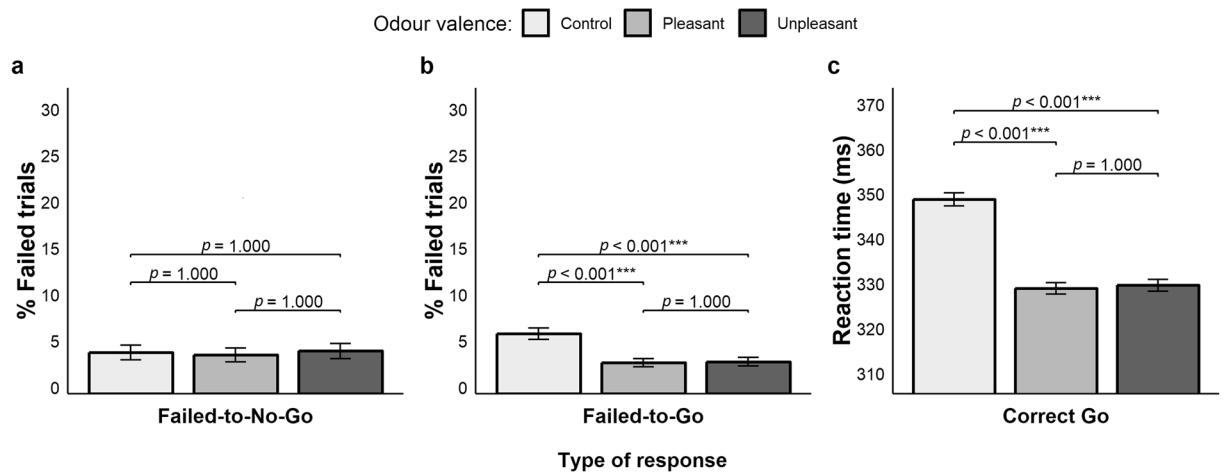 Odour valence: Control Pleasant Unpleasant
a
% Failed trials
30
25
20
15
10
5
0
p = 1.000
p = 1.000
p = 1.000
Failed-to-No-Go
b
% Failed trials
30
25
20
15
10
5
0
p < 0.001***
p < 0.001***
p = 1.000
Failed-to-Go
c
Reaction time (ms)
370
360
350
340
330
320
310
p < 0.001***
p < 0.001***
p = 1.000
Correct Go
Type of response